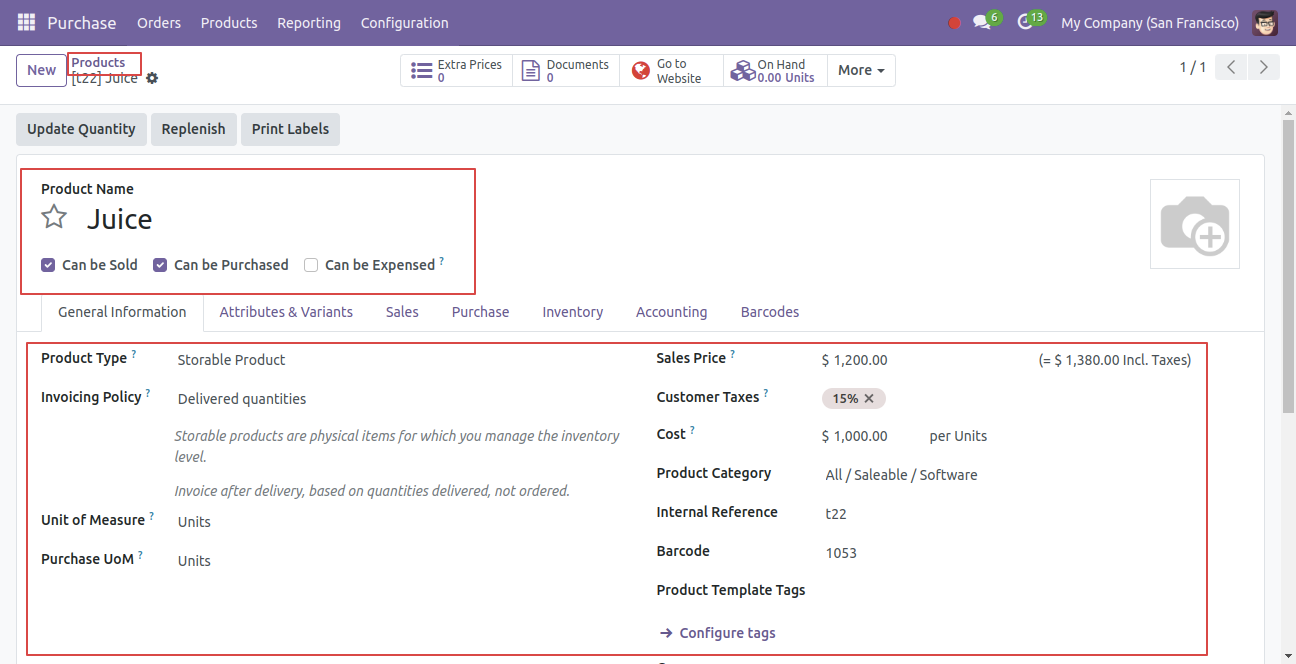 Purchase Orders Products Reporting Configuration 6 13 My Company (San Francisco)
New Products Extra Prices 0 Documents 0 Go to Website On Hand 0.00 Units More 1 / 1
[t22] Juice
Update Quantity Replenish Print Labels
Product Name
Juice
Can be Sold Can be Purchased Can be Expensed ?
General Information Attributes & Variants Sales Purchase Inventory Accounting Barcodes
Product Type ? Storable Product
Invoicing Policy ? Delivered quantities
Storable products are physical items for which you manage the inventory
level.
Invoice after delivery, based on quantities delivered, not ordered.
Unit of Measure ? Units
Purchase UoM ? Units
Sales Price ? $ 1,200.00 (= $ 1,380.00 Incl. Taxes)
Customer Taxes ? 15% ✕
Cost ? $ 1,000.00 per Units
Product Category All / Saleable / Software
Internal Reference t22
Barcode 1053
Product Template Tags
→ Configure tags